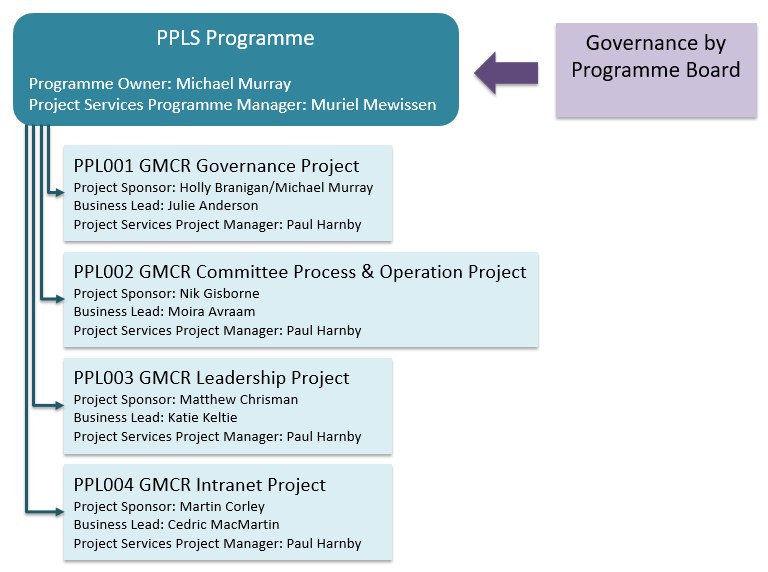 PPLS Programme
Programme Owner: Michael Murray
Project Services Programme Manager: Muriel Mewissen
Governance by
Programme Board
PPL001 GMCR Governance Project
Project Sponsor: Holly Branigan/Michael Murray
Business Lead: Julie Anderson
Project Services Project Manager: Paul Harnby
PPL002 GMCR Committee Process & Operation Project
Project Sponsor: Nik Gisborne
Business Lead: Moira Avraam
Project Services Project Manager: Paul Harnby
PPL003 GMCR Leadership Project
Project Sponsor: Matthew Chrisman
Business Lead: Katie Keltie
Project Services Project Manager: Paul Harnby
PPL004 GMCR Intranet Project
Project Sponsor: Martin Corley
Business Lead: Cedric MacMartin
Project Services Project Manager: Paul Harnby